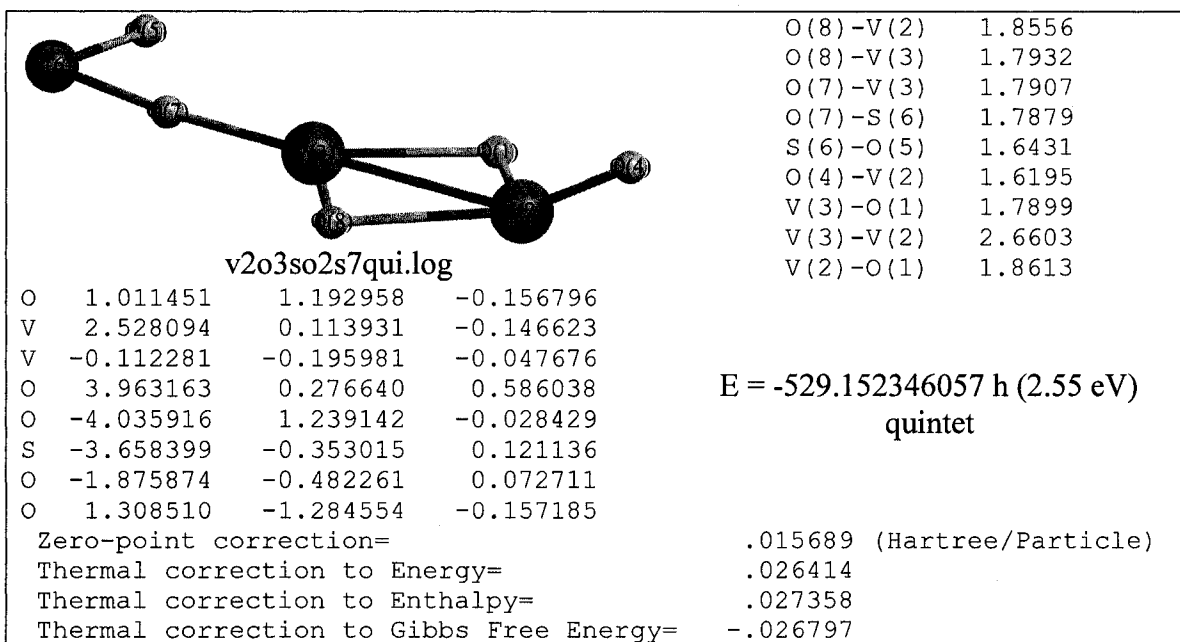 O(8)-V(2) 1.8556
O(8)-V(3) 1.7932
O(7)-V(3) 1.7907
O(7)-S(6) 1.7879
S(6)-O(5) 1.6431
O(4)-V(2) 1.6195
V(3)-O(1) 1.7899
V(3)-V(2) 2.6603
V(2)-O(1) 1.8613
v2o3so2s7qui.log
O 1.011451 1.192958 -0.156796
V 2.528094 0.113931 -0.146623
V -0.112281 -0.195981 -0.047676
O 3.963163 0.276640 0.586038
O -4.035916 1.239142 -0.028429
S -3.658399 -0.353015 0.121136
O -1.875874 -0.482261 0.072711
O 1.308510 -1.284554 -0.157185
E = -529.152346057 h (2.55 eV)
quintet
Zero-point correction= .015689 (Hartree/Particle)
Thermal correction to Energy= .026414
Thermal correction to Enthalpy= .027358
Thermal correction to Gibbs Free Energy= -.026797